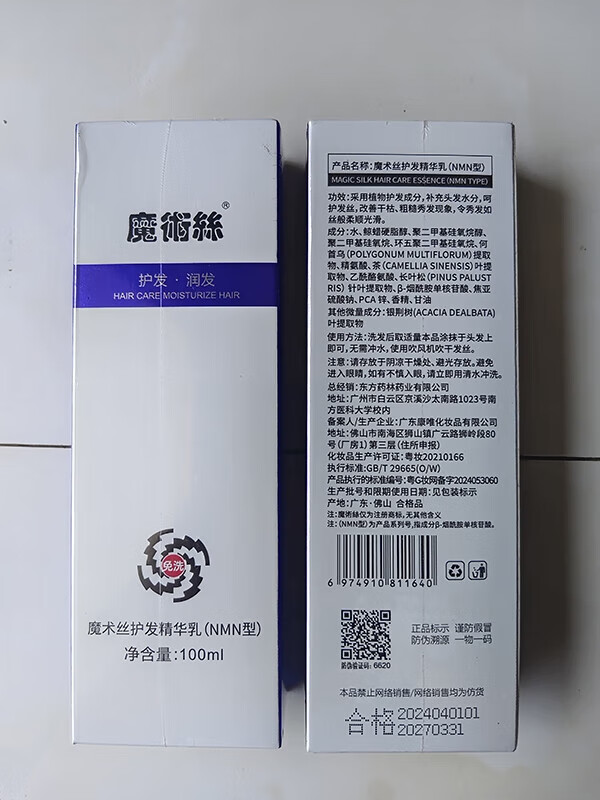 魔術絲®
护发·润发
HAIR CARE MOISTURIZE HAIR
免洗
魔术丝护发精华乳(NMN型)
净含量:100ml
产品名称:魔术丝护发精华乳(NMN型)
MAGIC SILK HAIR CARE ESSENCE (NMN TYPE)
功效:采用植物护发成分,补充头发水分,呵
护发丝,改善干枯、粗糙秀发现象,令秀发如
丝般柔顺光滑。
成分:水、鲸蜡硬脂醇、聚二甲基硅氧烷醇、
聚二甲基硅氧烷、环五聚二甲基硅氧烷、何
首乌(POLYGONUM MULTIFLORUM)提取
物、精氨酸、茶(CAMELLIA SINENSIS)叶提
取物、乙酰酪氨酸、长叶松(PINUS PALUST
RIS) 针叶提取物、β-烟酰胺单核苷酸、焦亚
硫酸钠、PCA 锌、香精、甘油
其他微量成分:银荆树(ACACIA DEALBATA)
叶提取物
使用方法:洗发后取适量本品涂抹于头发上
即可,无需冲水,使用吹风机吹干发丝。
注意:请存放于阴凉干燥处、避光存放。避免
进入眼睛,如有不慎入眼,请立即用清水冲洗。
总经销:东方药林药业有限公司
地址:广州市白云区京溪沙太南路1023号南
方医科大学校内
备案人/生产企业:广东康唯化妆品有限公司
地址:佛山市南海区狮山镇广云路狮岭段80
号(厂房1)第三层(住所申报)
化妆品生产许可证:粤妆20210166
执行标准:GB/T 29665(O/W)
产品执行的标准编号:粤G妆网备字2024053060
生产批号和限期使用日期:见包装标示
产地:广东·佛山 合格品
注:魔術絲仅为注册商标,无其他含义
注:(NMN型)为产品系列号,指成分β-烟酰胺单核苷酸。
6 974910 811640
正品标示 谨防假冒
防伪溯源 一物一码
防伪验证码: 6620
本品禁止网络销售/网络销售均为仿货
合格 2024040101
20270331